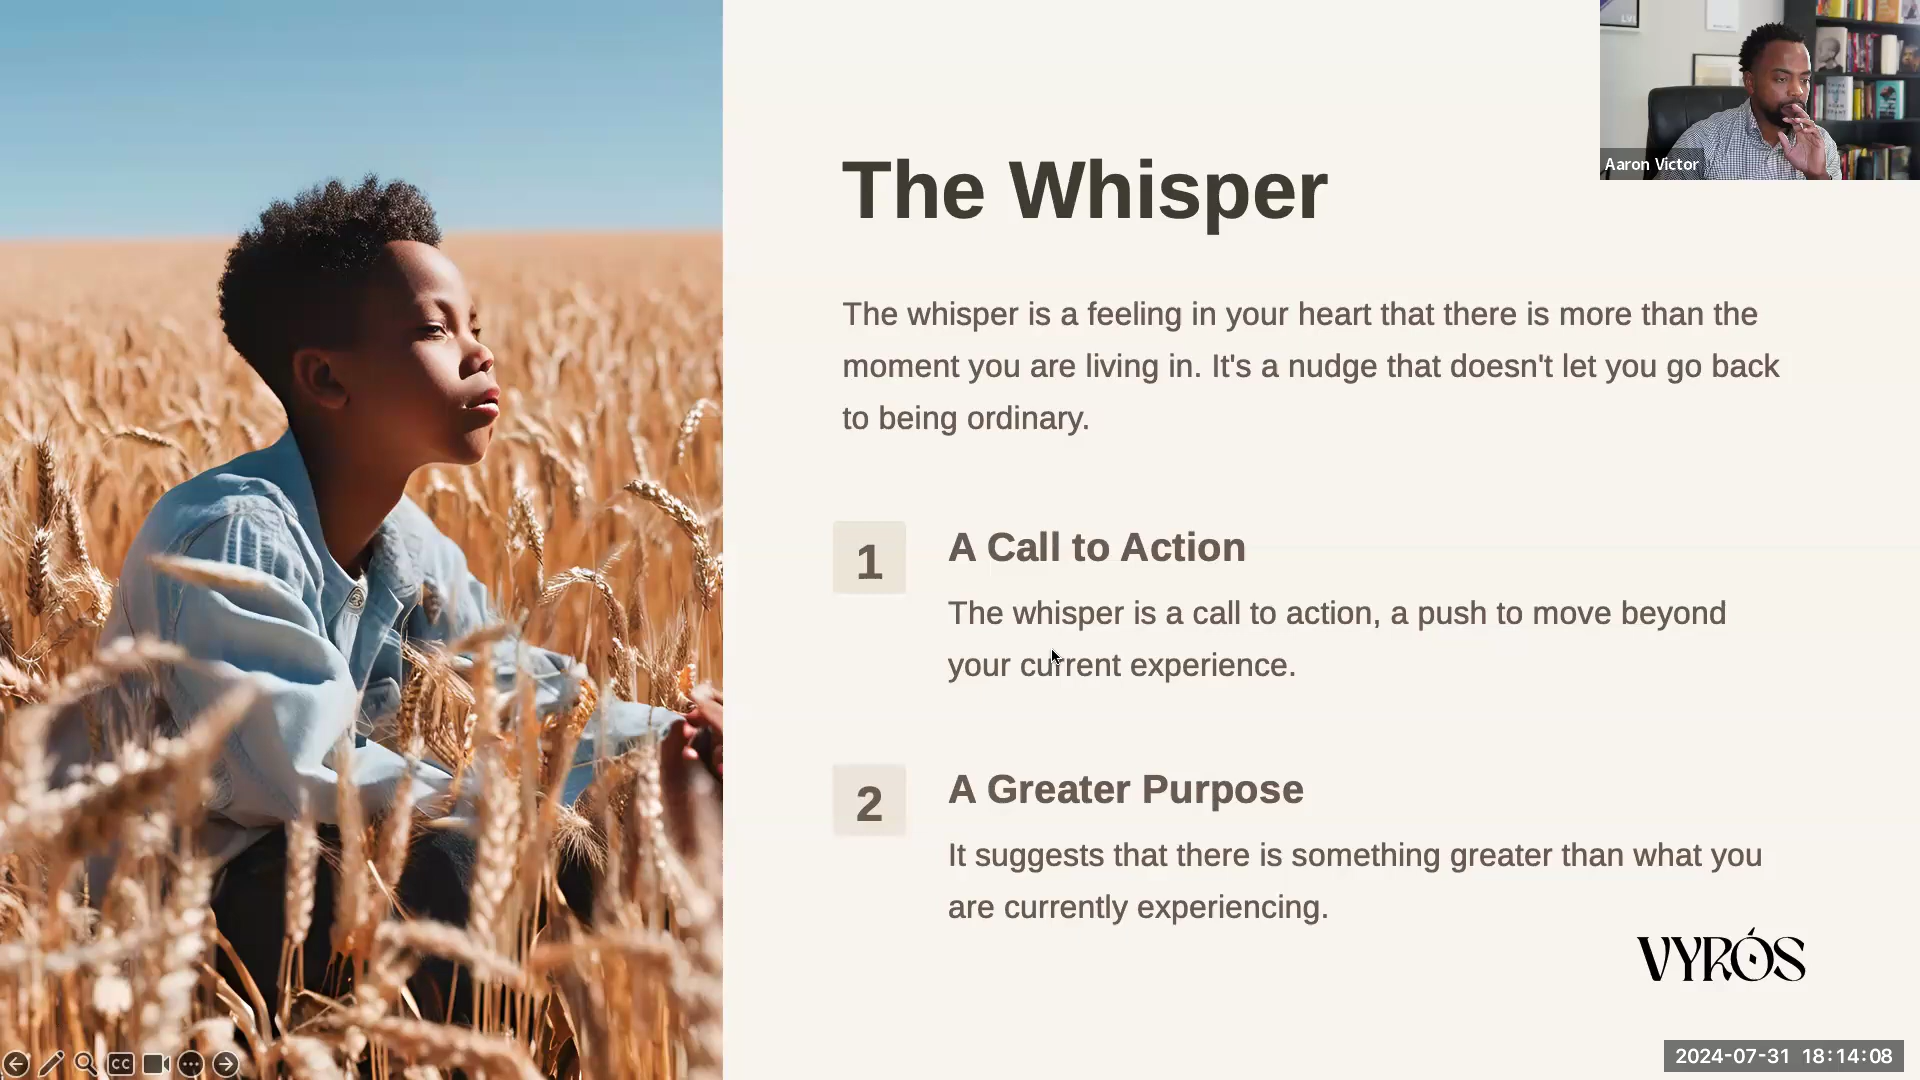 The Whisper
Aaron Victor
The whisper is a feeling in your heart that there is more than the
moment you are living in. It's a nudge that doesn't let you go back
to being ordinary.
1
A Call to Action
The whisper is a call to action, a push to move beyond
your current experience.
2
A Greater Purpose
It suggests that there is something greater than what you
are currently experiencing.
VYRÓS
CC
2024-07-31 18:14:08